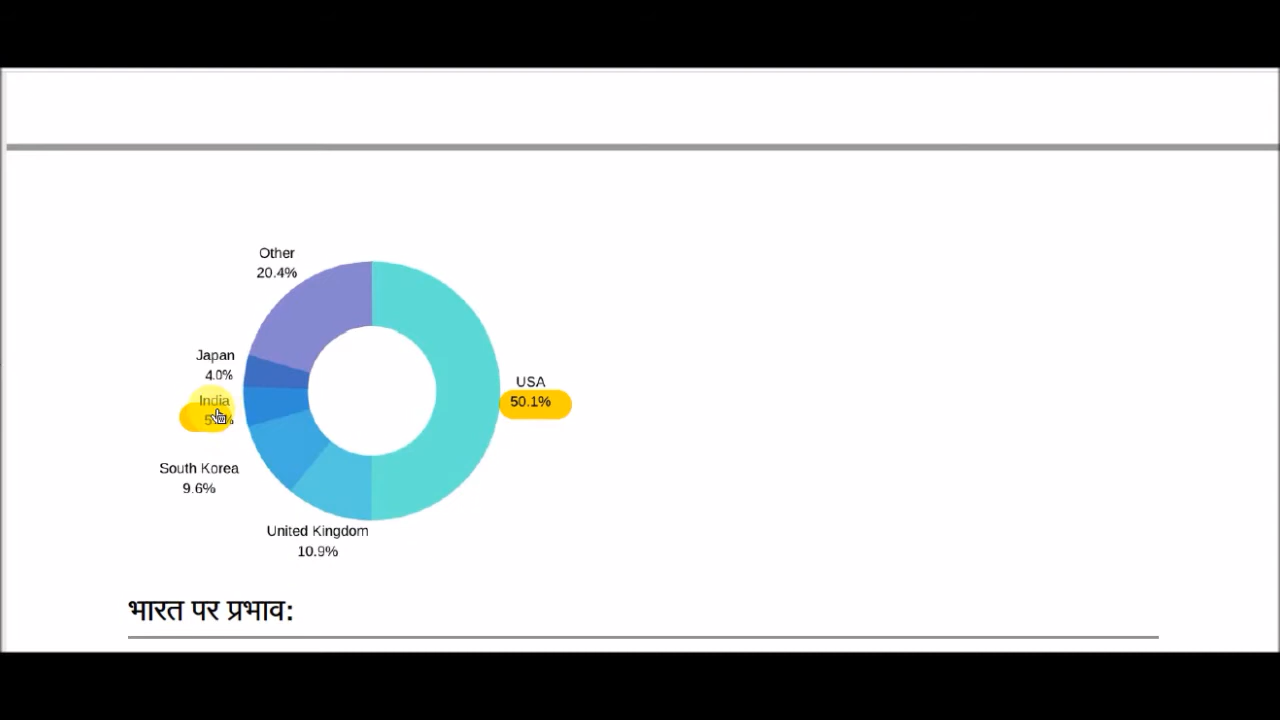 Other
20.4%
Japan
4.0%
India
USA
50.1%
South Korea
9.6%
United Kingdom
10.9%
भारत पर प्रभाव: